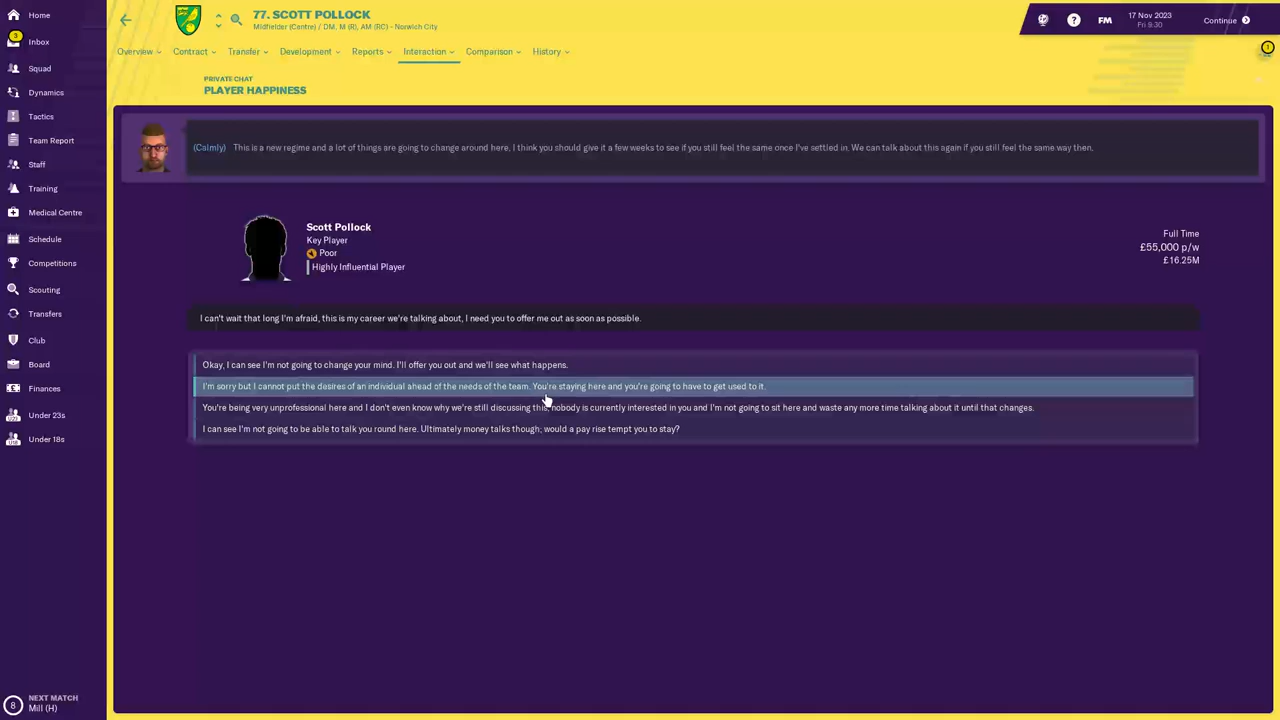 Home
77. SCOTT POLLOCK
Midfielder (Centre) / DM, M (R), AM (RC) - Norwich City
17 Nov 2023
Fri 9:30
FM
Continue
3
Inbox
Overview Contract Transfer Development Reports Interaction Comparison History
1
Squad
Dynamics
Tactics
Team Report
Staff
Training
Medical Centre
Schedule
Competitions
Scouting
Transfers
Club
Board
Finances
Under 23s
Under 18s
8
NEXT MATCH
Mill (H)
PRIVATE CHAT
PLAYER HAPPINESS
(Calmly) This is a new regime and a lot of things are going to change around here, I think you should give it a few weeks to see if you still feel the same once I've settled in. We can talk about this again if you still feel the same way then.
Scott Pollock
Key Player
Poor
Highly Influential Player
Full Time
£55,000 p/w
£16.25M
I can't wait that long I'm afraid, this is my career we're talking about, I need you to offer me out as soon as possible.
Okay, I can see I'm not going to change your mind. I'll offer you out and we'll see what happens.
I'm sorry but I cannot put the desires of an individual ahead of the needs of the team. You're staying here and you're going to have to get used to it.
You're being very unprofessional here and I don't even know why we're still discussing this, nobody is currently interested in you and I'm not going to sit here and waste any more time talking about it until that changes.
I can see I'm not going to be able to talk you round here. Ultimately money talks though; would a pay rise tempt you to stay?